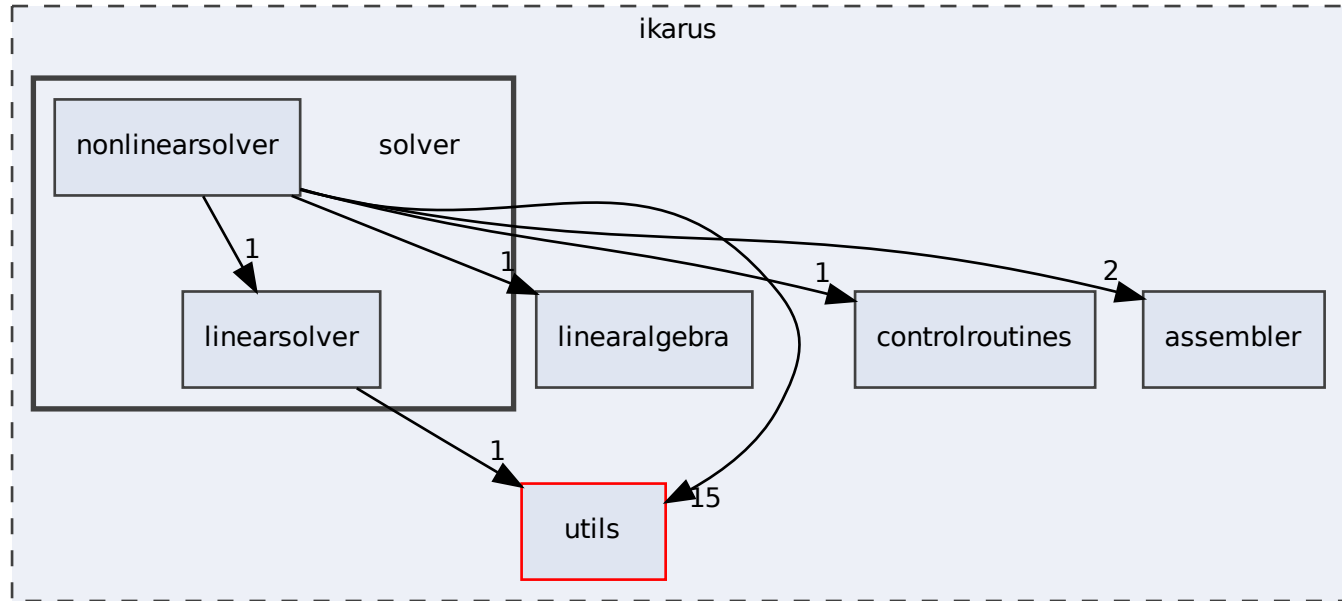 ikarus
nonlinearsolver
solver
1
1
1
2
linearsolver
linearalgebra
controlroutines
assembler
1
15
utils